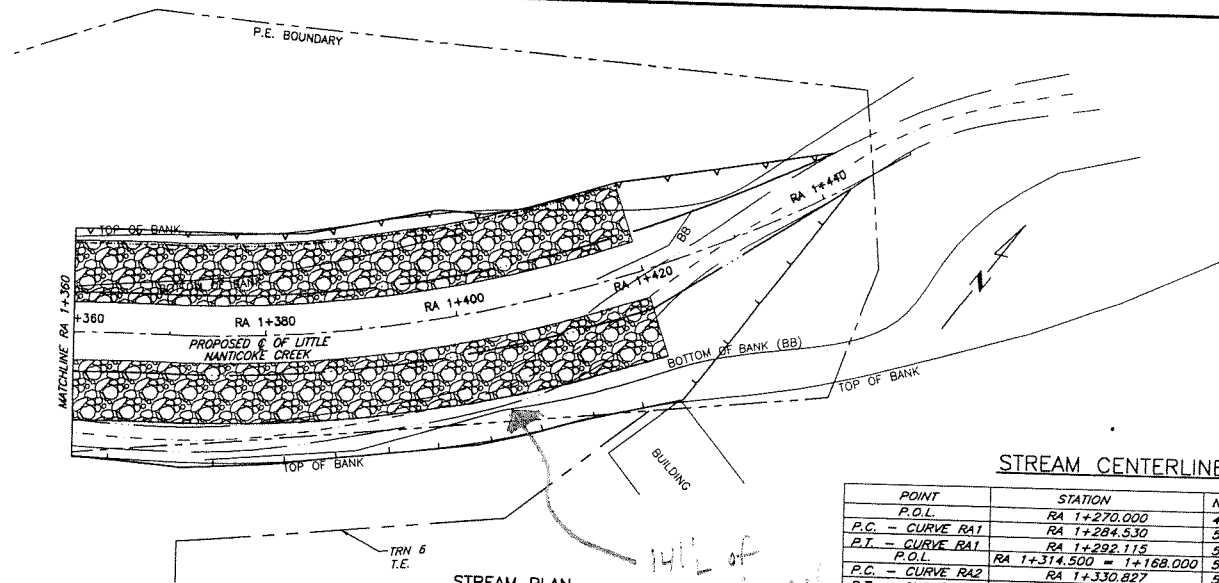 P.E. BOUNDARY
RA 1+440
TOP OF BANK
BB
RA 1+420
BOTTOM OF BANK
RA 1+400
+360
RA 1+380
MATCHLINE RA 1+360
PROPOSED ℄ OF LITTLE
NANTICOKE CREEK
BOTTOM OF BANK (BB)
TOP OF BANK
TOP OF BANK
BUILDING
Z
TRN 6
T.E.
of
STREAM PLAN
STREAM CENTERLINE
POINT STATION N
P.O.L. RA 1+270.000 4
P.C. - CURVE RA1 RA 1+284.530 5
P.T. - CURVE RA1 RA 1+292.115 5
P.O.L. RA 1+314.500 = 1+168.000 5
P.C. - CURVE RA2 RA 1+330.827